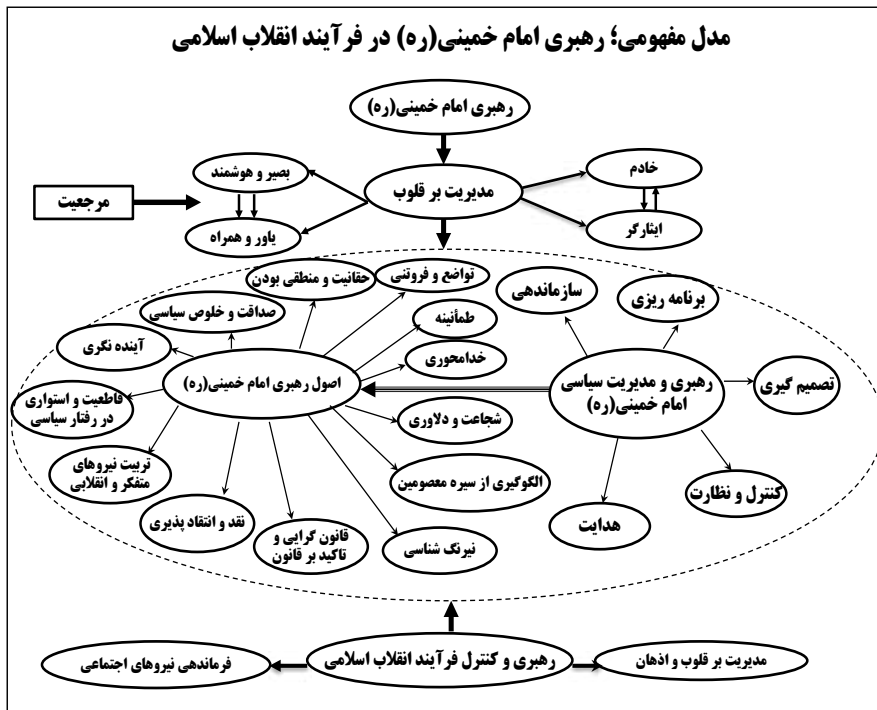 مدل مفهومی؛ رهبری امام خمینی(ره) در فرآیند انقلاب اسلامی
رهبری امام خمینی(ره)
خادم
بصیر و هوشمند
مدیریت بر قلوب
مرجعیت
ایثارگر
یاور و همراه
تواضع و فروتنی
حقانیت و منطقی بودن
برنامه ریزی
سازماندهی
طمأنینه
صداقت و خلوص سیاسی
خدامحوری
آینده نگری
تصمیم گیری
رهبری و مدیریت سیاسی
امام خمینی(ره)
اصول رهبری امام خمینی(ره)
قاطعیت و استواری
در رفتار سیاسی
شجاعت و دلاوری
تربیت نیروهای
متفکر و انقلابی
الگوگیری از سیره معصومین
کنترل و نظارت
هدایت
نقد و انتقاد پذیری
قانون گرایی و
تاکید بر قانون
نیرنگ شناسی
مدیریت بر قلوب و اذهان
رهبری و کنترل فرآیند انقلاب اسلامی
فرماندهی نیروهای اجتماعی